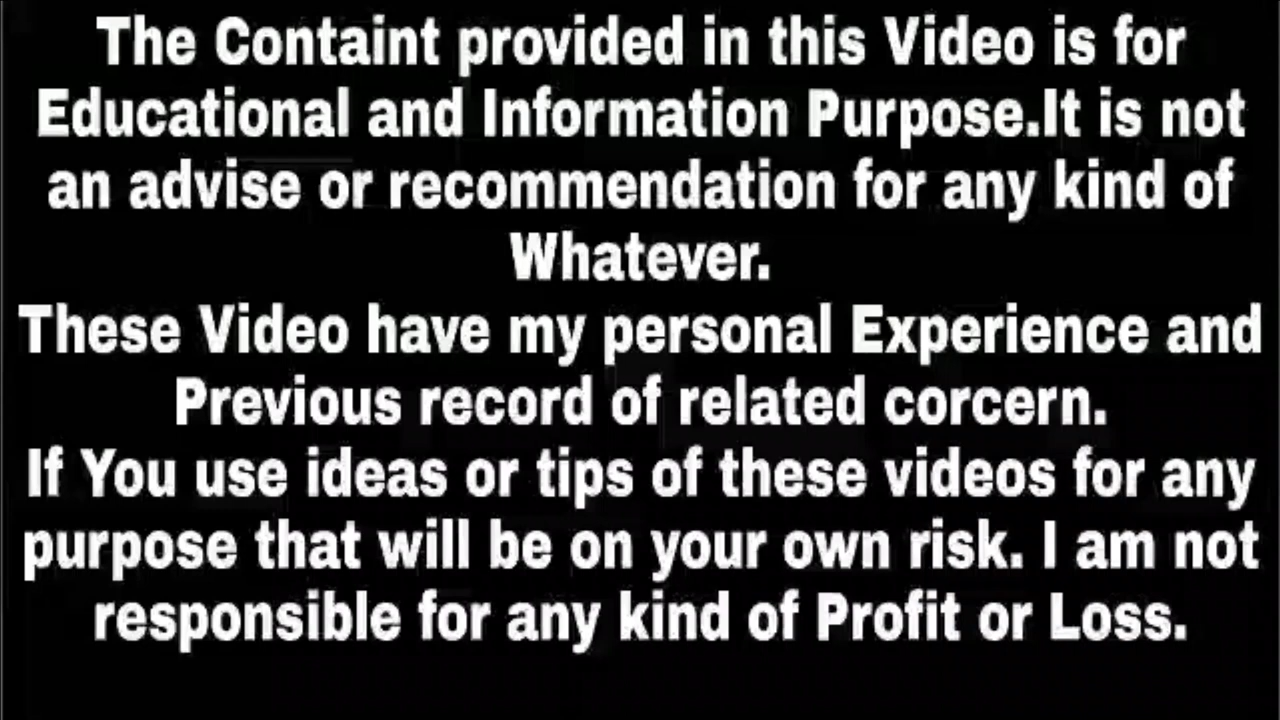 The Containt provided in this Video is for
Educational and Information Purpose.It is not
an advise or recommendation for any kind of
Whatever.
These Video have my personal Experience and
Previous record of related corcern.
If You use ideas or tips of these videos for any
purpose that will be on your own risk. I am not
responsible for any kind of Profit or Loss.